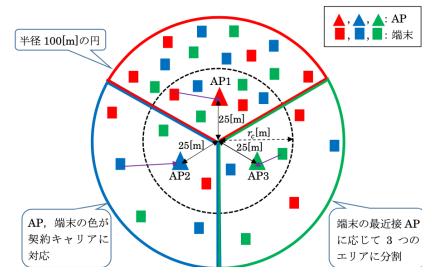 ▲, ▲, ▲: AP
■, ■, ■: 端末
半径 100[m]の円
AP1
25[m]
r_c[m]
25[m]
25[m]
AP2
AP3
AP，端末の色が
契約キャリアに
対応
端末の最近接 AP
に応じて 3 つの
エリアに分割